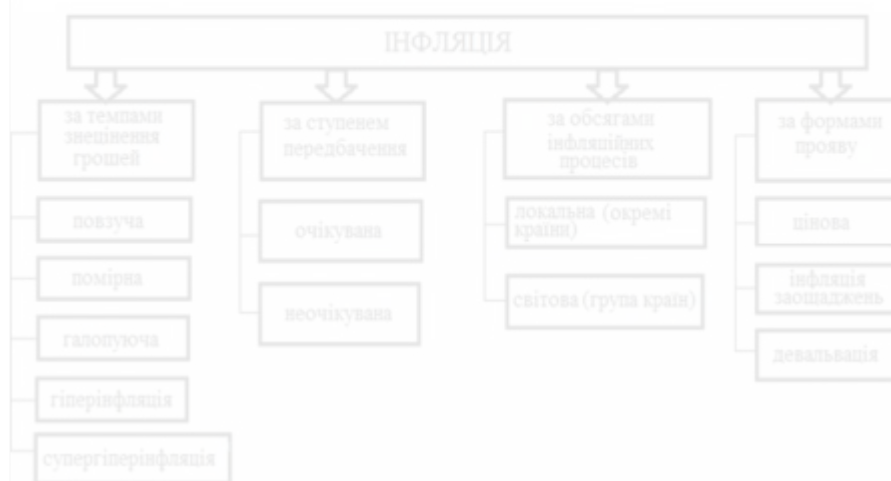 ІНФЛЯЦІЯ
за темпами
знецінення
грошей
повзуча
помірна
галопуюча
гіперінфляція
супергіперінфляція
за ступенем
передбачення
очікувана
неочікувана
за обсягами
інфляційних
процесів
локальна (окремі
країни)
світова (група країн)
за формами
прояву
цінова
інфляція
заощаджень
девальвація